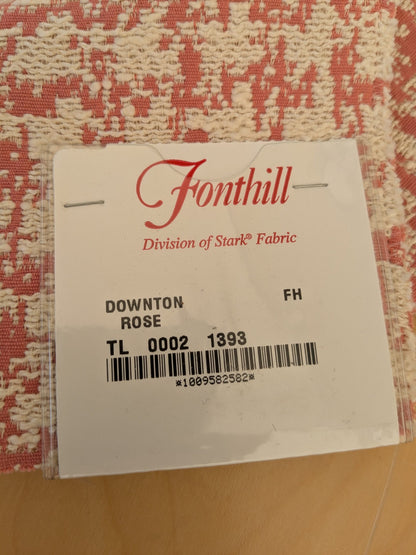 Fonthill
Division of Stark® Fabric
DOWNTON FH
ROSE
TL 0002 1393
*1009582582*